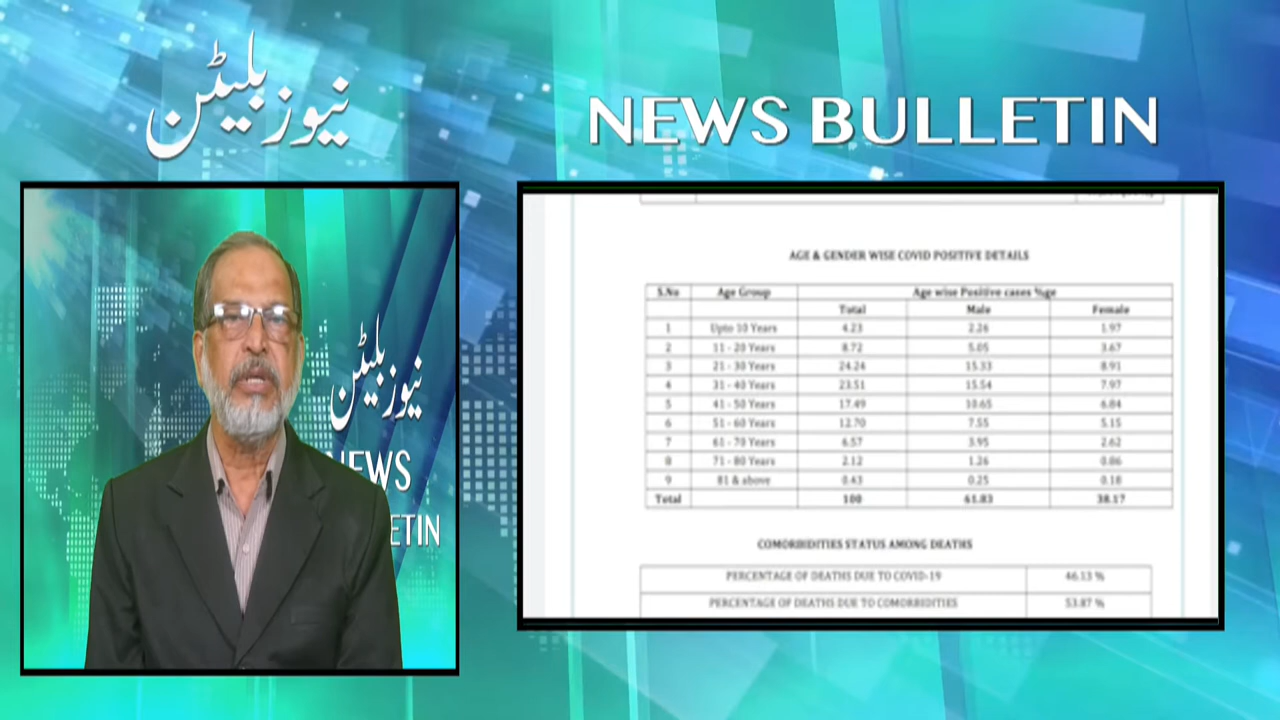 نیوز بلیٹن
NEWS BULLETIN
نیوز بلیٹن
NEWS
ETIN
AGE & GENDER WISE COVID POSITIVE DETAILS
S.No Age Group Age wise Positive cases %ge
Total Male Female
1 Upto 10 Years 4.23 2.26 1.97
2 11 - 20 Years 8.72 5.05 3.67
3 21 - 30 Years 24.24 15.33 8.91
4 31 - 40 Years 23.51 15.54 7.97
5 41 - 50 Years 17.49 10.65 6.84
6 51 - 60 Years 12.70 7.55 5.15
7 61 - 70 Years 6.57 3.95 2.62
8 71 - 80 Years 2.12 1.26 0.86
9 81 & above 0.43 0.25 0.18
Total 100 61.83 38.17
COMORBIDITIES STATUS AMONG DEATHS
PERCENTAGE OF DEATHS DUE TO COVID-19 46.13 %
PERCENTAGE OF DEATHS DUE TO COMORBIDITIES 53.87 %